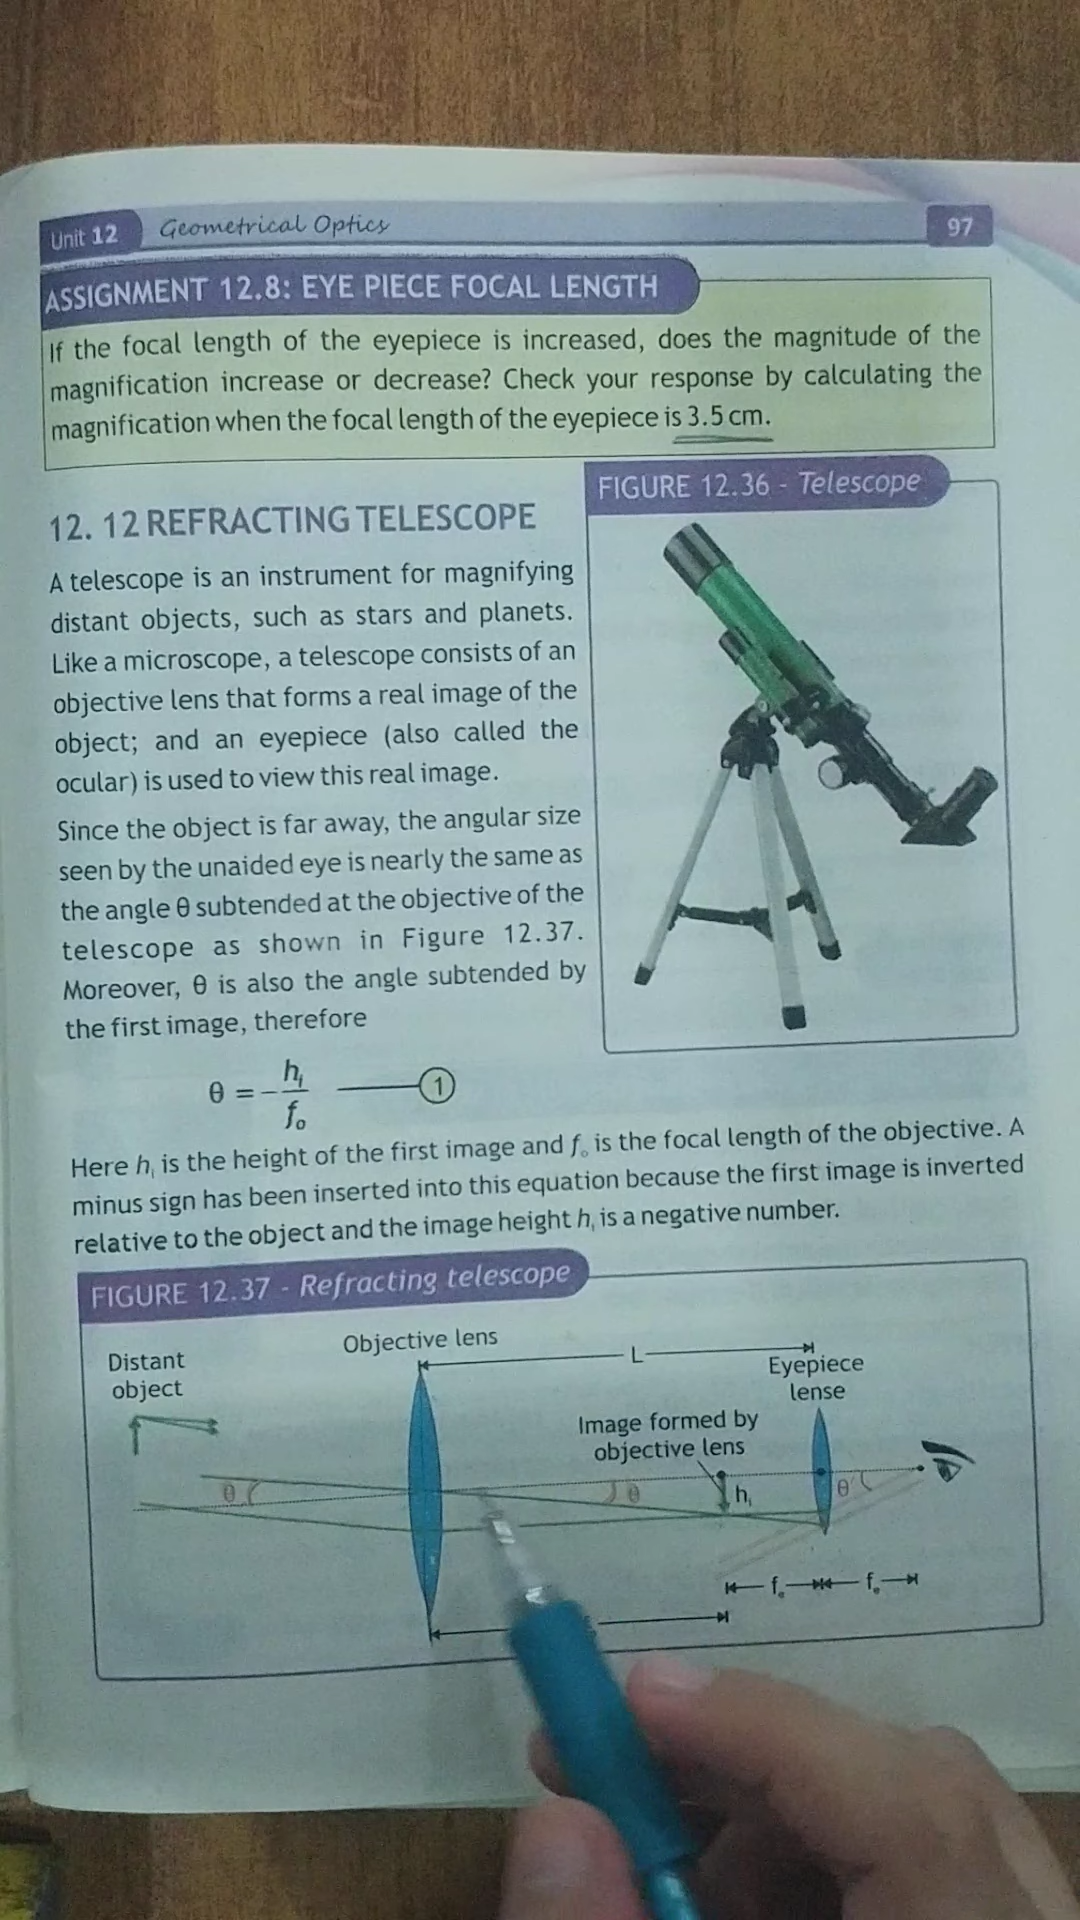 Unit 12 Geometrical Optics 97
ASSIGNMENT 12.8: EYE PIECE FOCAL LENGTH
If the focal length of the eyepiece is increased, does the magnitude of the
magnification increase or decrease? Check your response by calculating the
magnification when the focal length of the eyepiece is 3.5 cm.
12. 12 REFRACTING TELESCOPE
A telescope is an instrument for magnifying
distant objects, such as stars and planets.
Like a microscope, a telescope consists of an
objective lens that forms a real image of the
object; and an eyepiece (also called the
ocular) is used to view this real image.
Since the object is far away, the angular size
seen by the unaided eye is nearly the same as
the angle θ subtended at the objective of the
telescope as shown in Figure 12.37.
Moreover, θ is also the angle subtended by
the first image, therefore
FIGURE 12.36 - Telescope
θ = - hᵢ / fₒ 1
Here hᵢ is the height of the first image and fₒ is the focal length of the objective. A
minus sign has been inserted into this equation because the first image is inverted
relative to the object and the image height hᵢ is a negative number.
FIGURE 12.37 - Refracting telescope
Distant
object
Objective lens
L
Eyepiece
lense
Image formed by
objective lens
θ θ hᵢ θ'
fₑ fₑ